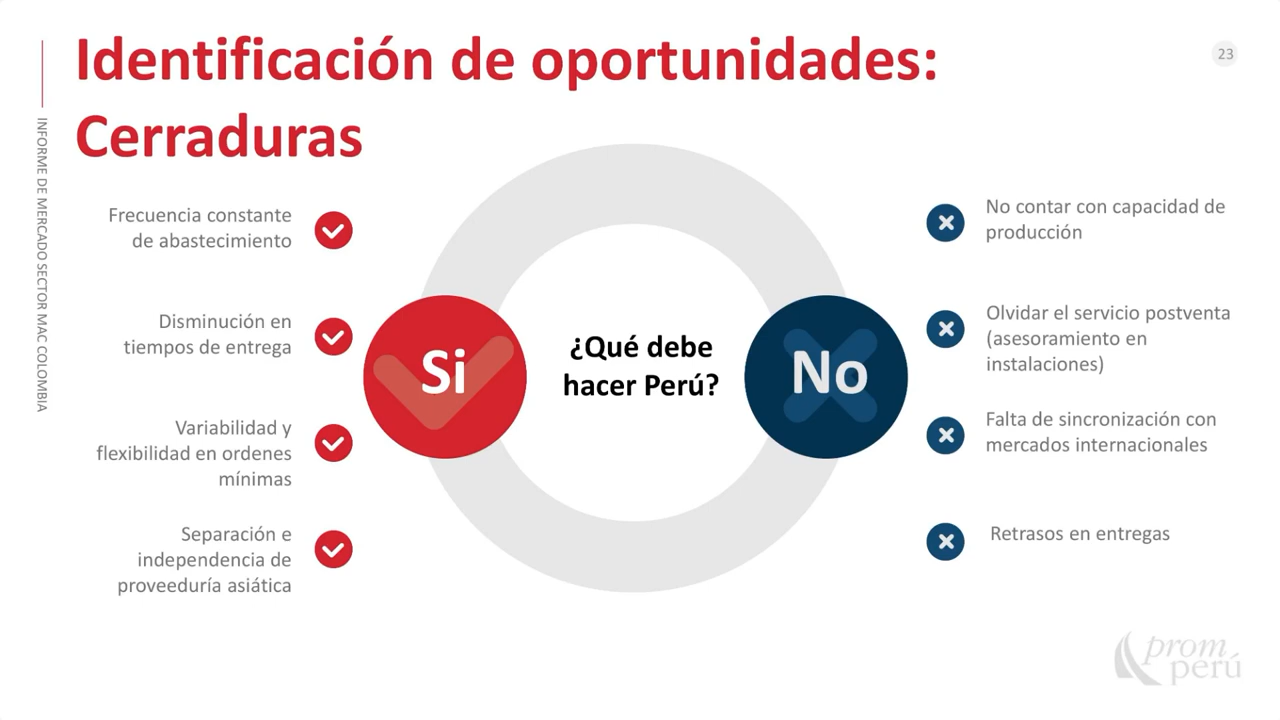 Identificación de oportunidades:
Cerraduras
23
INFORME DE MERCADO SECTOR MAC COLOMBIA
Frecuencia constante
de abastecimiento
Disminución en
tiempos de entrega
Variabilidad y
flexibilidad en ordenes
mínimas
Separación e
independencia de
proveeduría asiática
Si
¿Qué debe
hacer Perú?
No
No contar con capacidad de
producción
Olvidar el servicio postventa
(asesoramiento en
instalaciones)
Falta de sincronización con
mercados internacionales
Retrasos en entregas
prom
perú